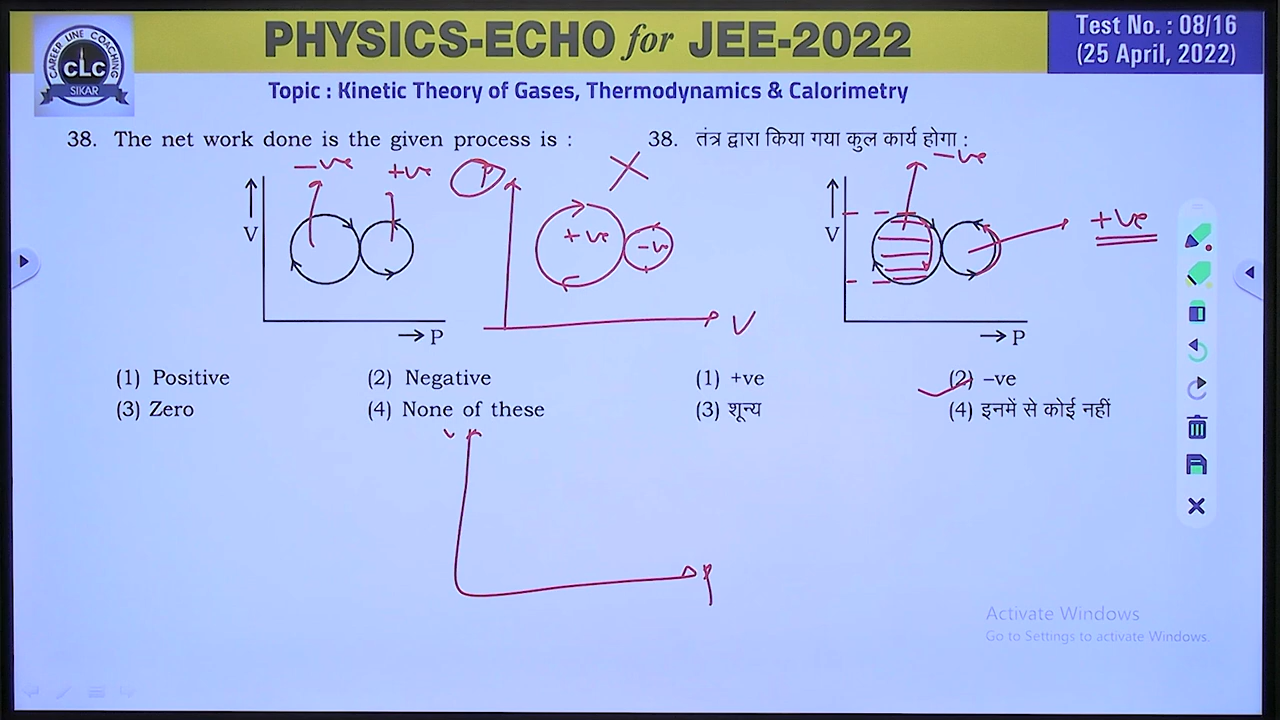 CAREER LINE COACHING
CLC
SIKAR
PHYSICS-ECHO for JEE-2022
Test No. : 08/16
(25 April, 2022)
Topic : Kinetic Theory of Gases, Thermodynamics & Calorimetry
38. The net work done is the given process is :
-ve
+ve
P
+ve
-ve
V
V
→ P
(1) Positive (2) Negative
(3) Zero (4) None of these
38. तंत्र द्वारा किया गया कुल कार्य होगा :
-ve
+ve
V
→ P
(1) +ve (2) –ve
(3) शून्य (4) इनमें से कोई नहीं
V
P
Activate Windows
Go to Settings to activate Windows.